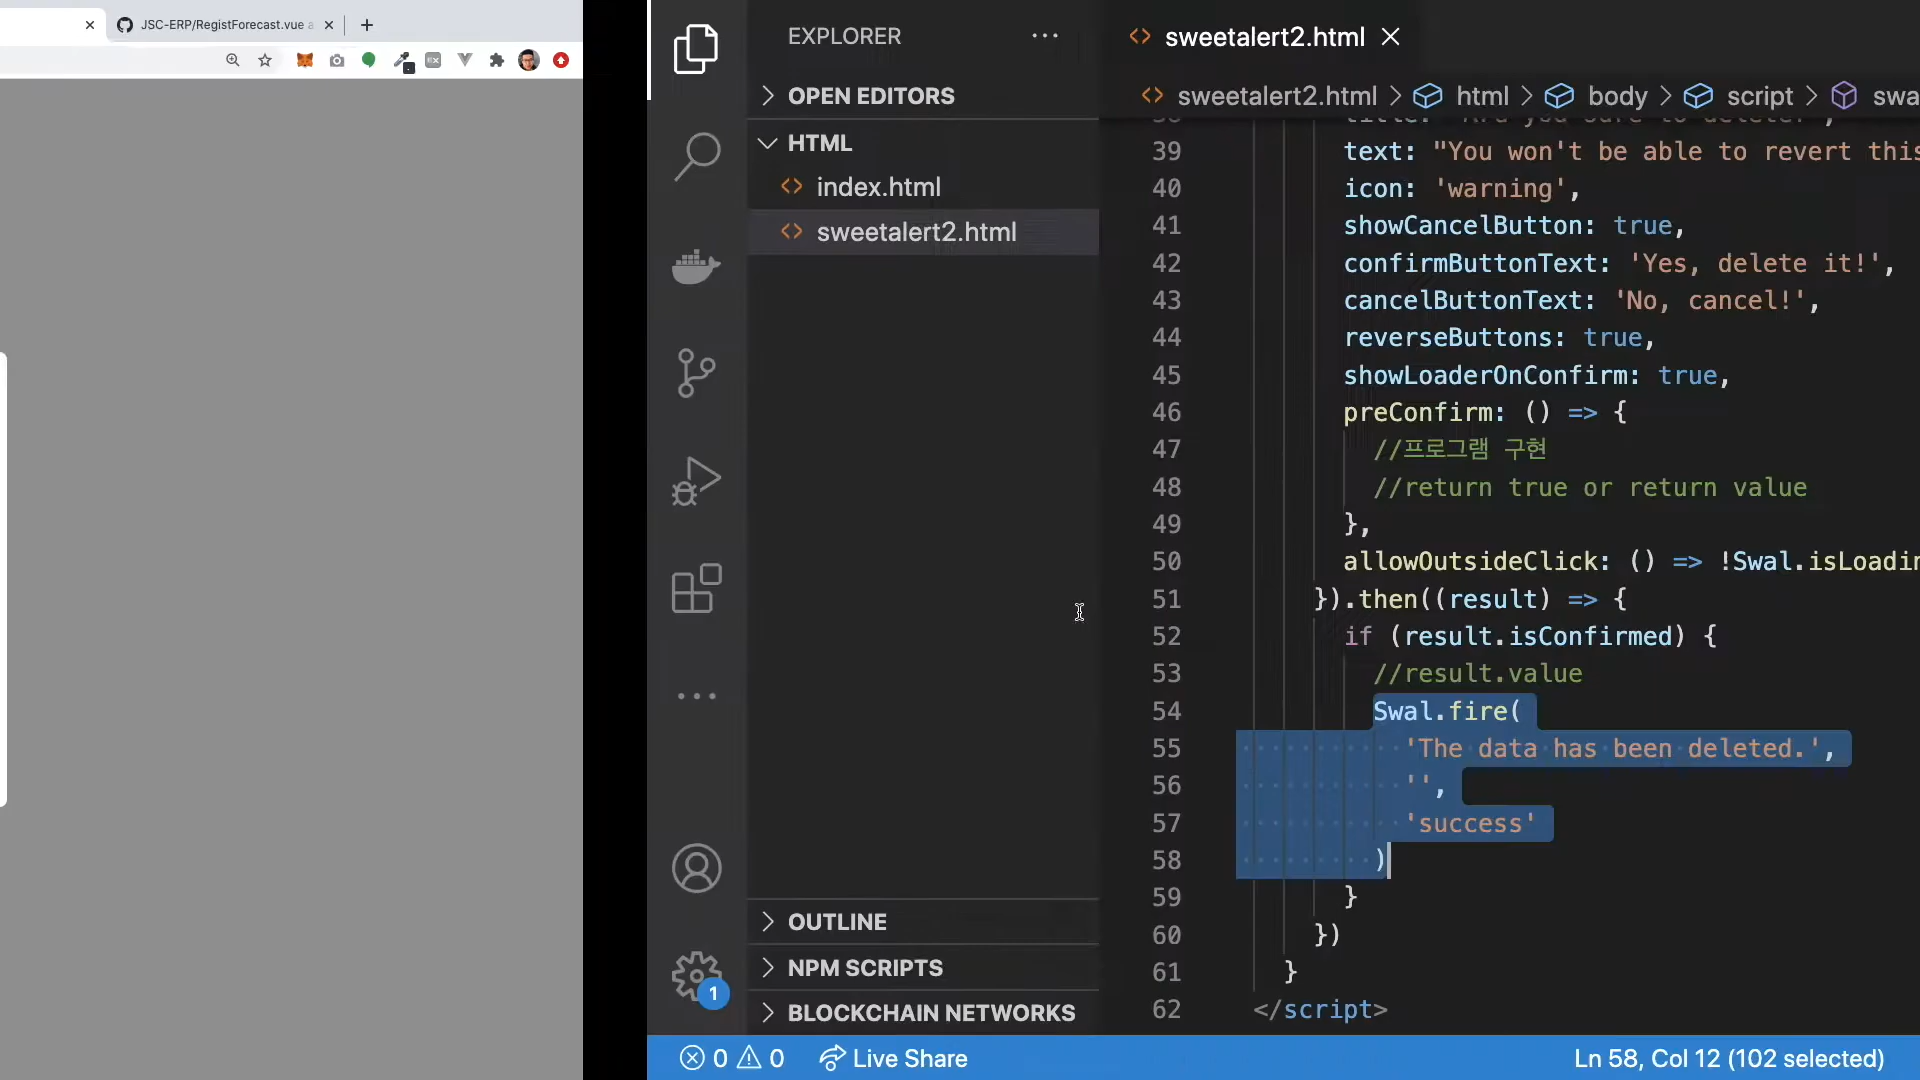 JSC-ERP/RegistForecast.vue a
EXPLORER
OPEN EDITORS
HTML
index.html
sweetalert2.html
OUTLINE
NPM SCRIPTS
BLOCKCHAIN NETWORKS
1
sweetalert2.html
sweetalert2.html > html > body > script > swa
39 text: "You won't be able to revert this
40 icon: 'warning',
41 showCancelButton: true,
42 confirmButtonText: 'Yes, delete it!',
43 cancelButtonText: 'No, cancel!',
44 reverseButtons: true,
45 showLoaderOnConfirm: true,
46 preConfirm: () => {
47 //프로그램 구현
48 //return true or return value
49 },
50 allowOutsideClick: () => !Swal.isLoadin
51 }).then((result) => {
52 if (result.isConfirmed) {
53 //result.value
54 Swal.fire(
55 'The data has been deleted.',
56 '',
57 'success'
58 )
59 }
60 })
61 }
62 </script>
0 0 Live Share
Ln 58, Col 12 (102 selected)